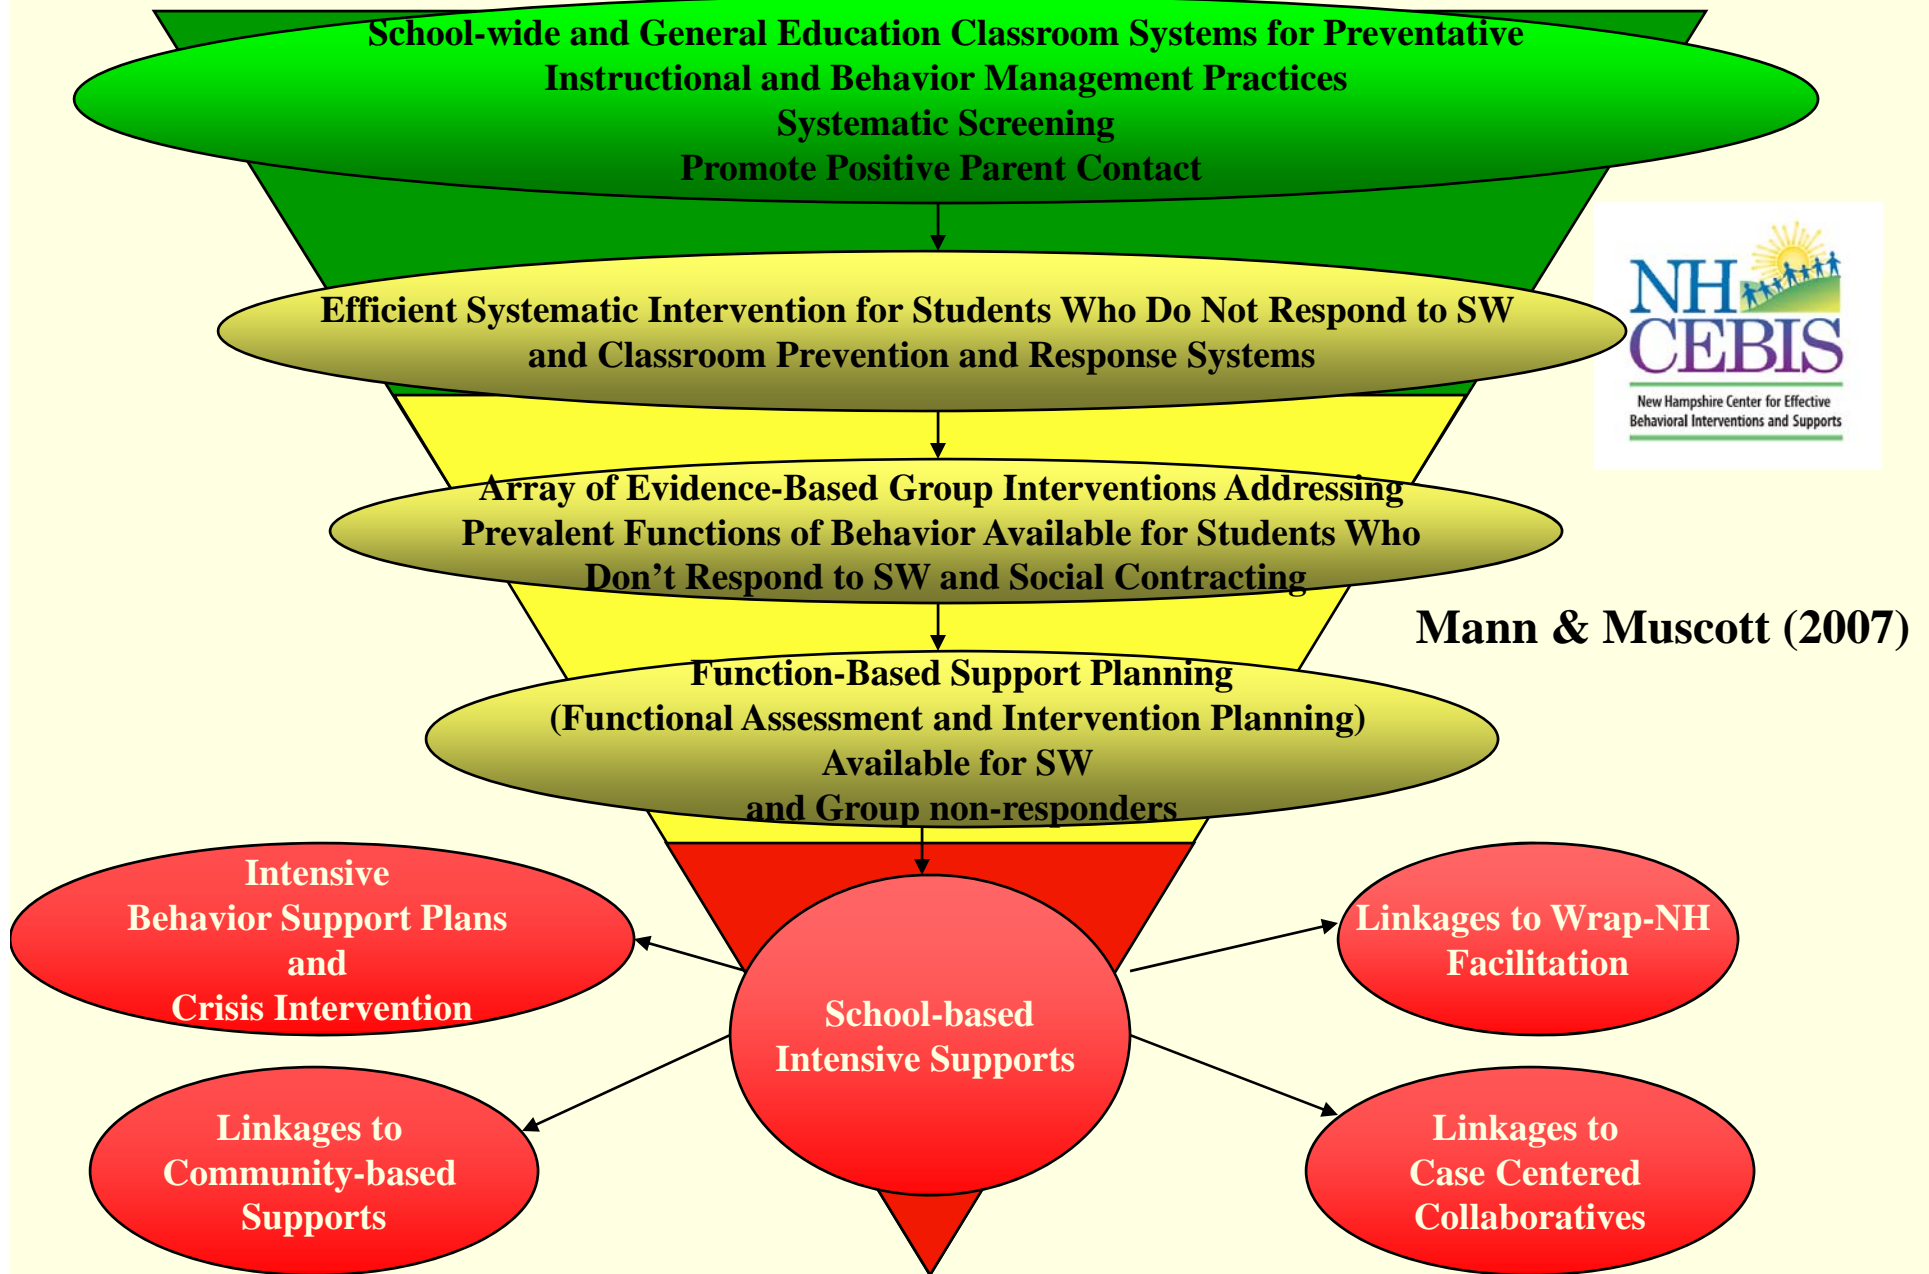 School-wide and General Education Classroom Systems for Preventative
Instructional and Behavior Management Practices
Systematic Screening
Promote Positive Parent Contact
Efficient Systematic Intervention for Students Who Do Not Respond to SW
and Classroom Prevention and Response Systems
NH
CEBIS
New Hampshire Center for Effective
Behavioral Interventions and Supports
Array of Evidence-Based Group Interventions Addressing
Prevalent Functions of Behavior Available for Students Who
Don’t Respond to SW and Social Contracting
Mann & Muscott (2007)
Function-Based Support Planning
(Functional Assessment and Intervention Planning)
Available for SW
and Group non-responders
Intensive
Behavior Support Plans
and
Crisis Intervention
Linkages to Wrap-NH
Facilitation
School-based
Intensive Supports
Linkages to
Community-based
Supports
Linkages to
Case Centered
Collaboratives